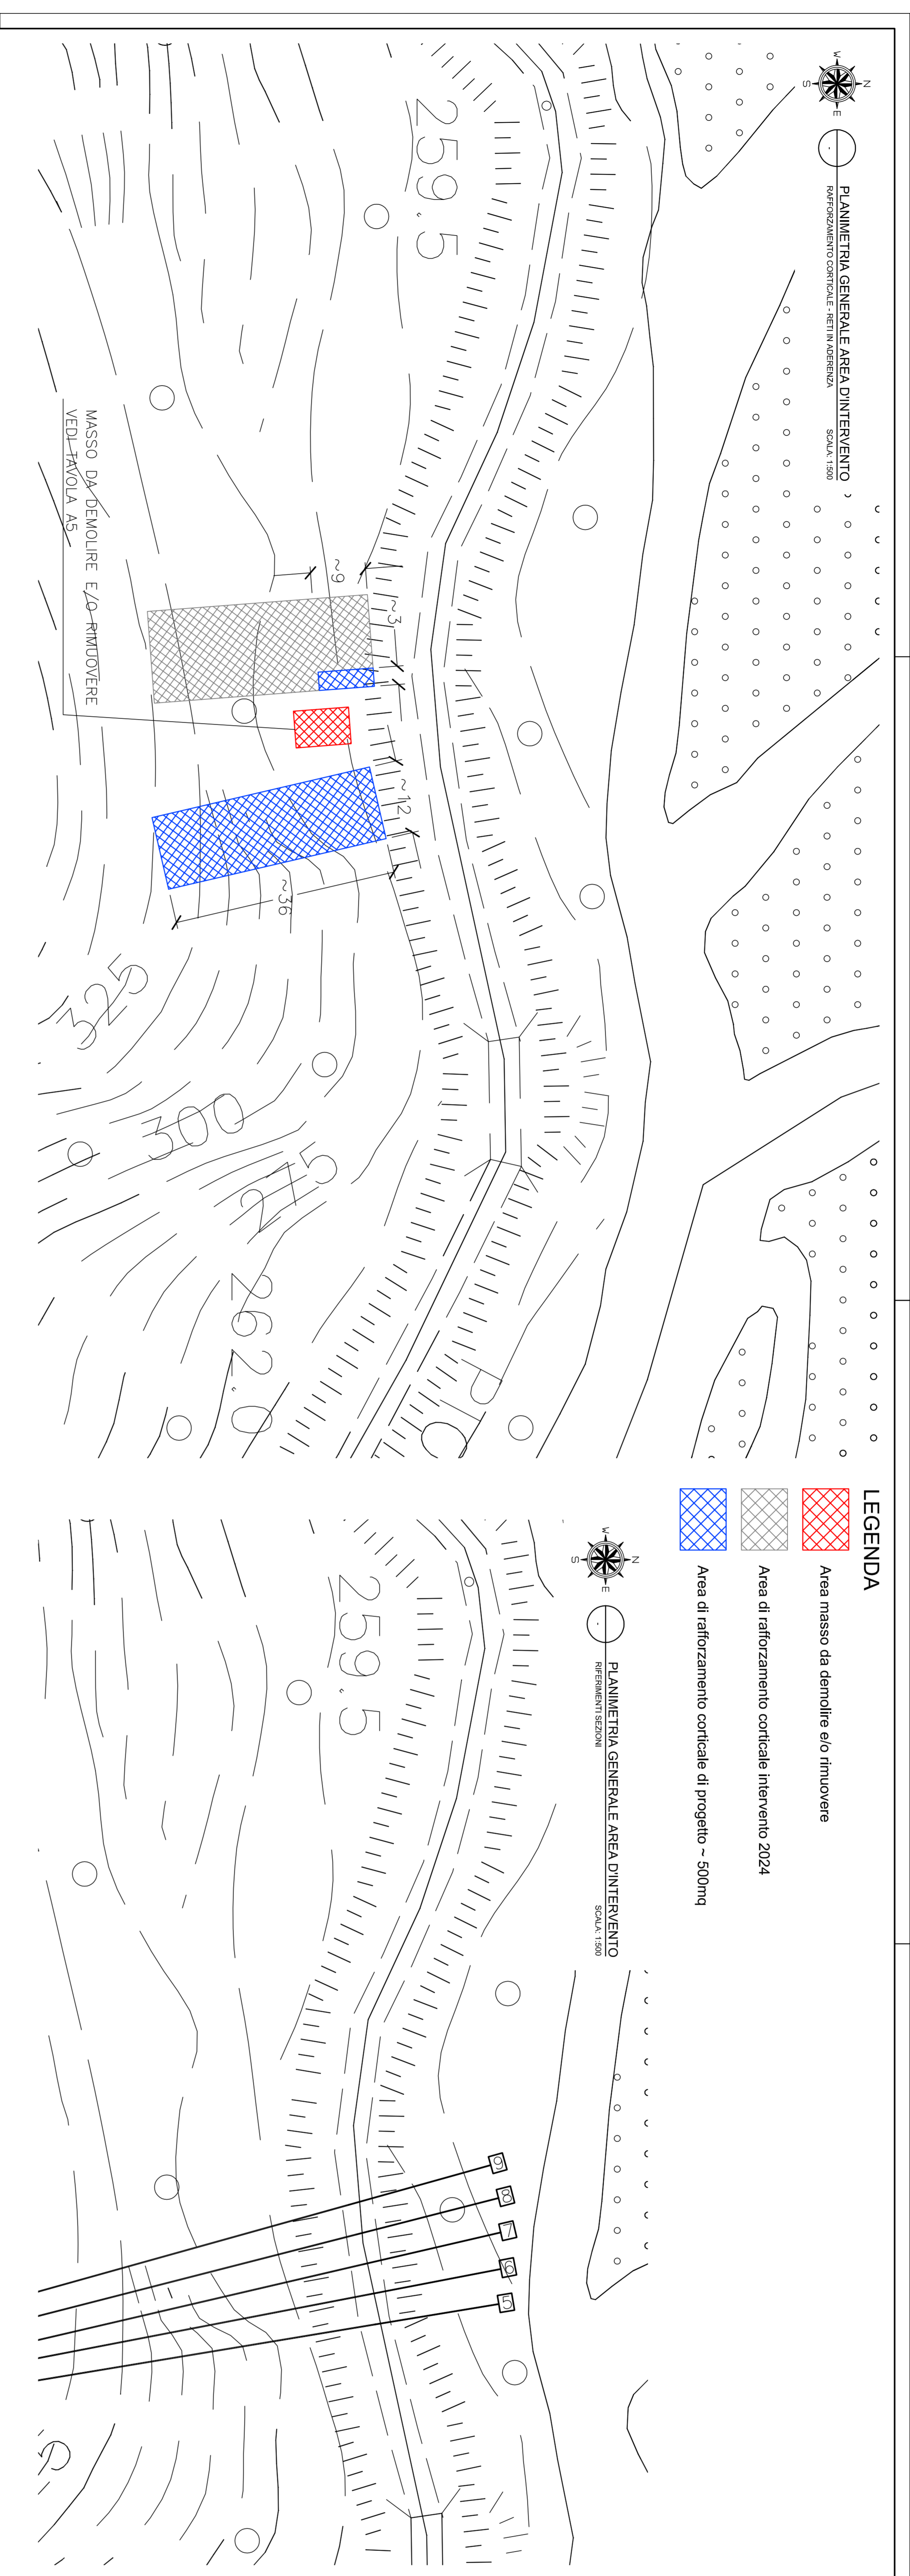 N
W
E
S
PLANIMETRIA GENERALE AREA D'INTERVENTO
RAFFORZAMENTO CORTICALE - RETI IN ADERENZA
SCALA: 1:500
259.5
MASSO DA DEMOLIRE E/O RIMUOVERE
VEDI TAVOLA A5
~9
~3
~12
~36
325
300
275
262.0
PIC
LEGENDA
Area masso da demolire e/o rimuovere
Area di rafforzamento corticale intervento 2024
Area di rafforzamento corticale di progetto ~ 500mq
N
W
E
S
PLANIMETRIA GENERALE AREA D'INTERVENTO
RIFERIMENTI SEZIONI
SCALA: 1:500
259.5
9
8
7
6
5